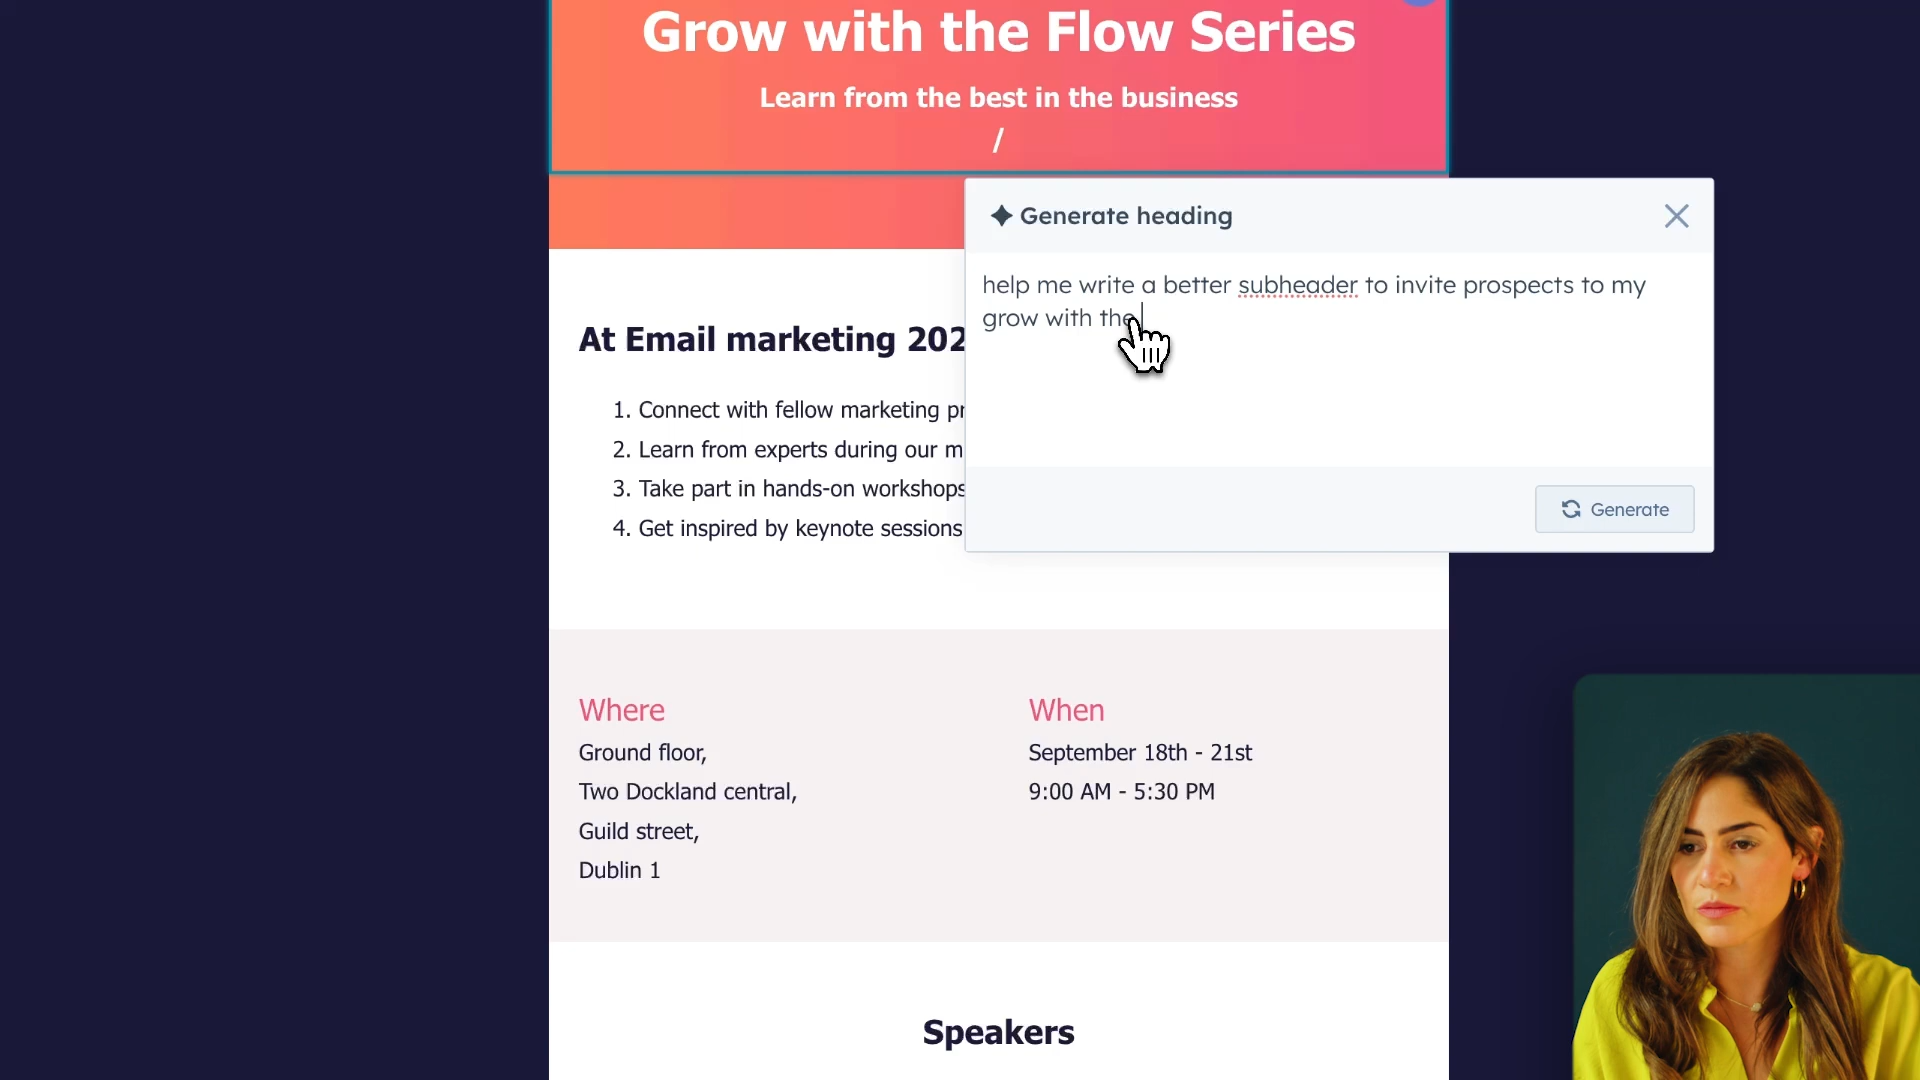 Grow with the Flow Series
Learn from the best in the business
/
Generate heading
help me write a better subheader to invite prospects to my
grow with the
At Email marketing 202
1. Connect with fellow marketing pr
2. Learn from experts during our m
3. Take part in hands-on workshops
4. Get inspired by keynote sessions
Generate
Where
Ground floor,
Two Dockland central,
Guild street,
Dublin 1
When
September 18th - 21st
9:00 AM - 5:30 PM
Speakers